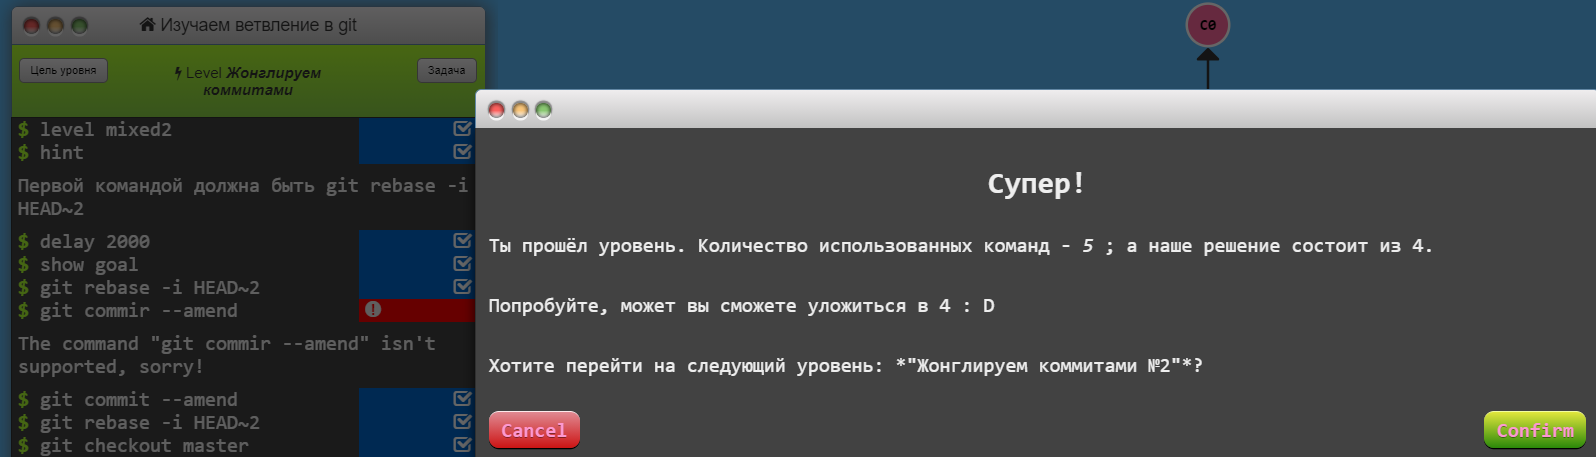 Изучаем ветвление в git
Цель уровня
Level Жонглируем
коммитами
Задача
$ level mixed2
$ hint
Первой командой должна быть git rebase -i
HEAD~2
$ delay 2000
$ show goal
$ git rebase -i HEAD~2
$ git commir --amend
The command "git commir --amend" isn't
supported, sorry!
$ git commit --amend
$ git rebase -i HEAD~2
$ git checkout master
C0
Супер!
Ты прошёл уровень. Количество использованных команд - 5 ; а наше решение состоит из 4.
Попробуйте, может вы сможете уложиться в 4 : D
Хотите перейти на следующий уровень: *"Жонглируем коммитами №2"*?
Cancel
Confirm